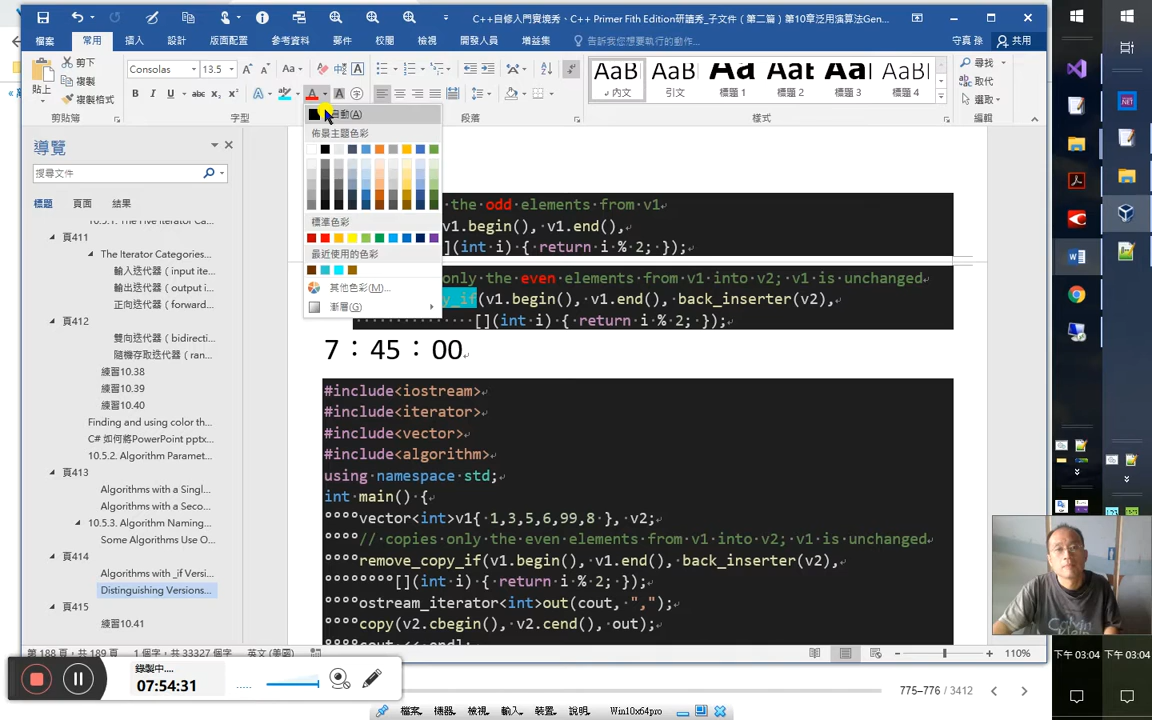 C++自修入門實境秀、C++ Primer Fith Edition研讀秀_子文件（第二篇）第10章泛用演算法Gen...
檔案 常用 插入 設計 版面配置 參考資料 郵件 校閱 檢視 開發人員 增益集 告訴我您想要執行的動作... 守真 孫 共用
貼上 剪下
複製
複製格式
Consolas 13.5
AaB AaBb Aa Aab Aab AaBb
內文 引文 標題 1 標題 2 標題 3 標題 4
尋找
取代
選取
剪貼簿 字型 段落 樣式 編輯
自動(A)
佈景主題色彩
標準色彩
最近使用的色彩
其他色彩(M)...
漸層(G)
導覽
搜尋文件
標題 頁面 結果
10.5.1. The Five Iterator Ca...
頁411
The Iterator Categories...
輸入迭代器（input ite...
輸出迭代器（output i...
正向迭代器（forward...
頁412
雙向迭代器（bidirecti...
隨機存取迭代器（ran...
練習10.38
練習10.39
練習10.40
Finding and using color th...
C# 如何將PowerPoint pptx...
10.5.2. Algorithm Paramet...
頁413
Algorithms with a Singl...
Algorithms with a Seco...
10.5.3. Algorithm Naming...
Some Algorithms Use O...
頁414
Algorithms with _if Versi...
Distinguishing Versions...
頁415
練習10.41
the odd elements from v1
v1.begin(), v1.end(),
[](int i) { return i % 2; });
only the even elements from v1 into v2; v1 is unchanged
y_if(v1.begin(), v1.end(), back_inserter(v2),
[](int i) { return i % 2; });
7：45：00
#include<iostream>
#include<iterator>
#include<vector>
#include<algorithm>
using namespace std;
int main() {
vector<int>v1{ 1,3,5,6,99,8 }, v2;
// copies only the even elements from v1 into v2; v1 is unchanged
remove_copy_if(v1.begin(), v1.end(), back_inserter(v2),
[](int i) { return i % 2; });
ostream_iterator<int>out(cout, ",");
copy(v2.cbegin(), v2.cend(), out);
cout << endl;
第 188 頁，共 189 頁 1 個字，共 33327 個字 英文 (美國) 110%
錄製中....
07:54:31
775–776 / 3412
檔案, 機器, 檢視, 輸入, 裝置, 說明, Win10x64pro
下午 03:04 下午 03:04